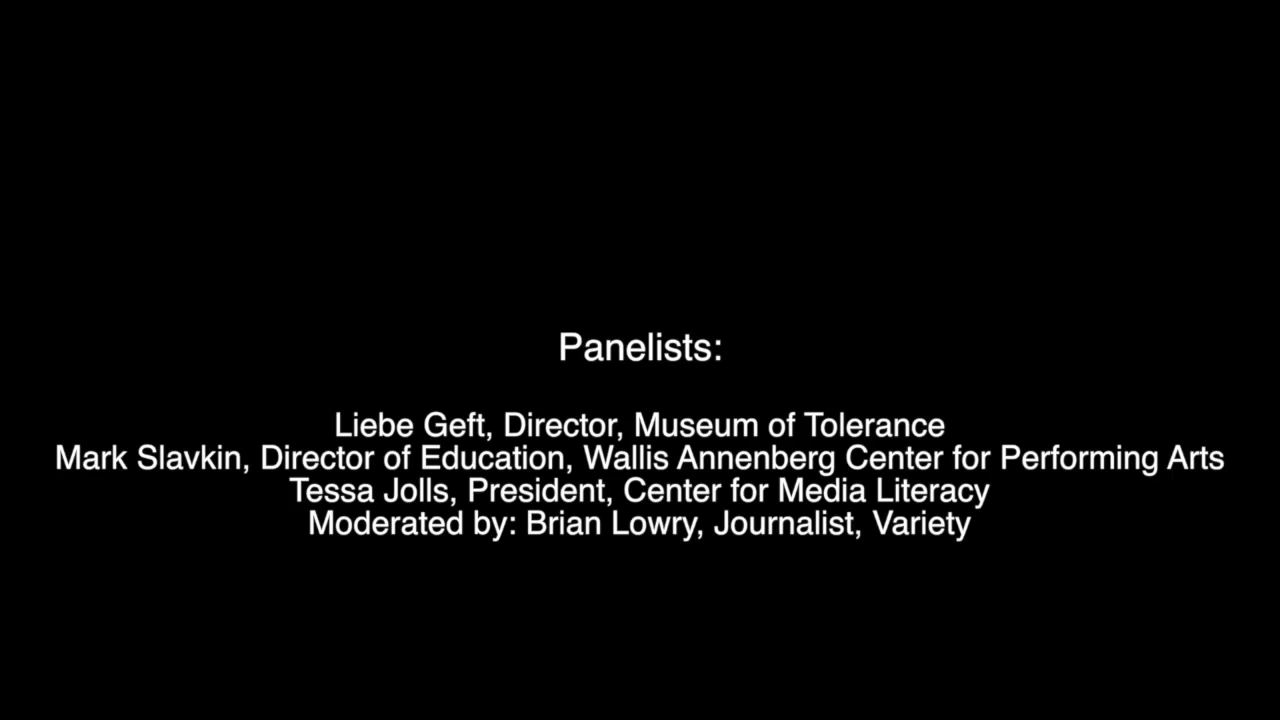 Panelists:
Liebe Geft, Director, Museum of Tolerance
Mark Slavkin, Director of Education, Wallis Annenberg Center for Performing Arts
Tessa Jolls, President, Center for Media Literacy
Moderated by: Brian Lowry, Journalist, Variety